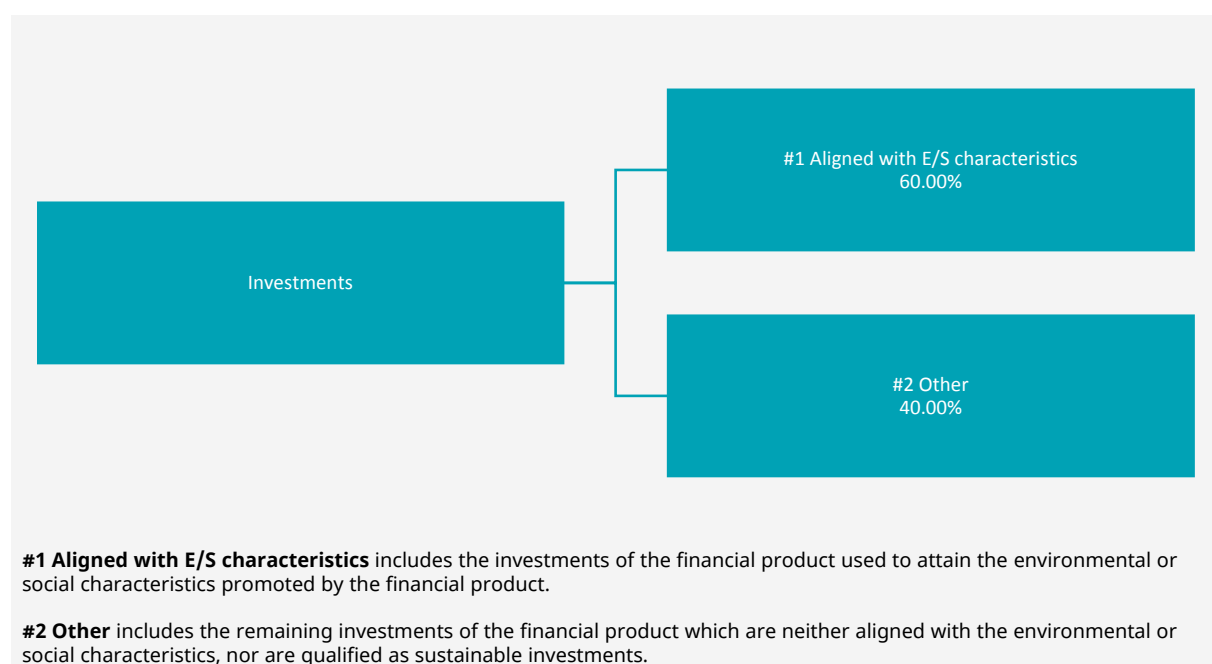 #1 Aligned with E/S characteristics
60.00%
Investments
#2 Other
40.00%
#1 Aligned with E/S characteristics includes the investments of the financial product used to attain the environmental or
social characteristics promoted by the financial product.
#2 Other includes the remaining investments of the financial product which are neither aligned with the environmental or
social characteristics, nor are qualified as sustainable investments.